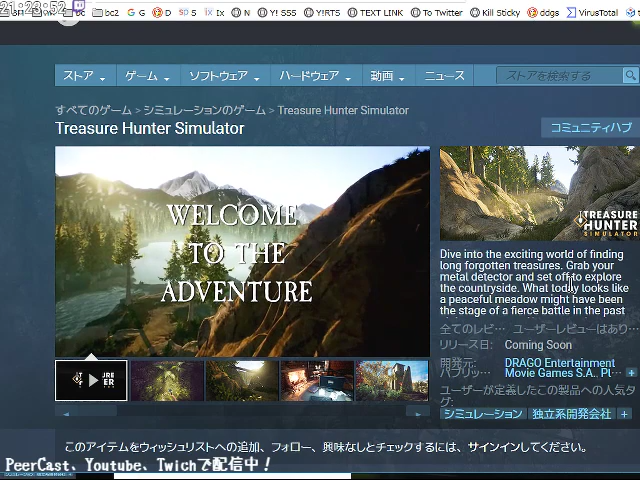 21:23:52
bc bc2 G D 5 Ix N Y! S55 Y!RT5 TEXT LINK To Twitter Kill Sticky ddgs VirusTotal
ストア ゲーム ソフトウェア ハードウェア 動画 ニュース ストアを検索する
すべてのゲーム > シミュレーションのゲーム > Treasure Hunter Simulator
Treasure Hunter Simulator
コミュニティハブ
WELCOME
TO THE
ADVENTURE
TREASURE
HUNTER
SIMULATOR
Dive into the exciting world of finding
long forgotten treasures. Grab your
metal detector and set off to explore
the countryside. What today looks like
a peaceful meadow might have been
the stage of a fierce battle in the past
全てのレビ… ユーザーレビューはあり…
リリース日: Coming Soon
開発元: DRAGO Entertainment
パブリッ… Movie Games S.A., Pl… +
ユーザーが定義したこの製品への人気タ
グ:
シミュレーション 独立系開発会社 +
このアイテムをウィッシュリストへの追加、フォロー、興味なしとチェックするには、サインインしてください。
PeerCast、Youtube、Twichで配信中！